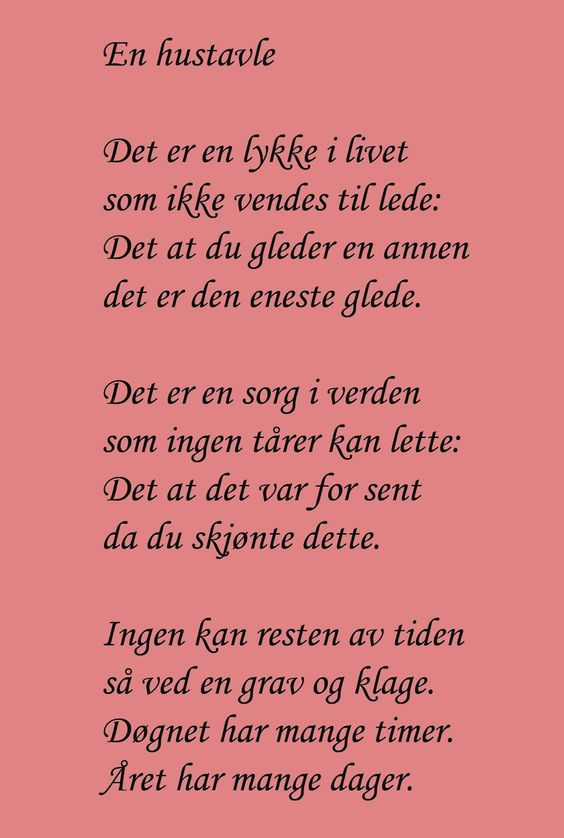 En hustavle
Det er en lykke i livet
som ikke vendes til lede:
Det at du gleder en annen
det er den eneste glede.
Det er en sorg i verden
som ingen tårer kan lette:
Det at det var for sent
da du skjønte dette.
Ingen kan resten av tiden
så ved en grav og klage.
Døgnet har mange timer.
Året har mange dager.